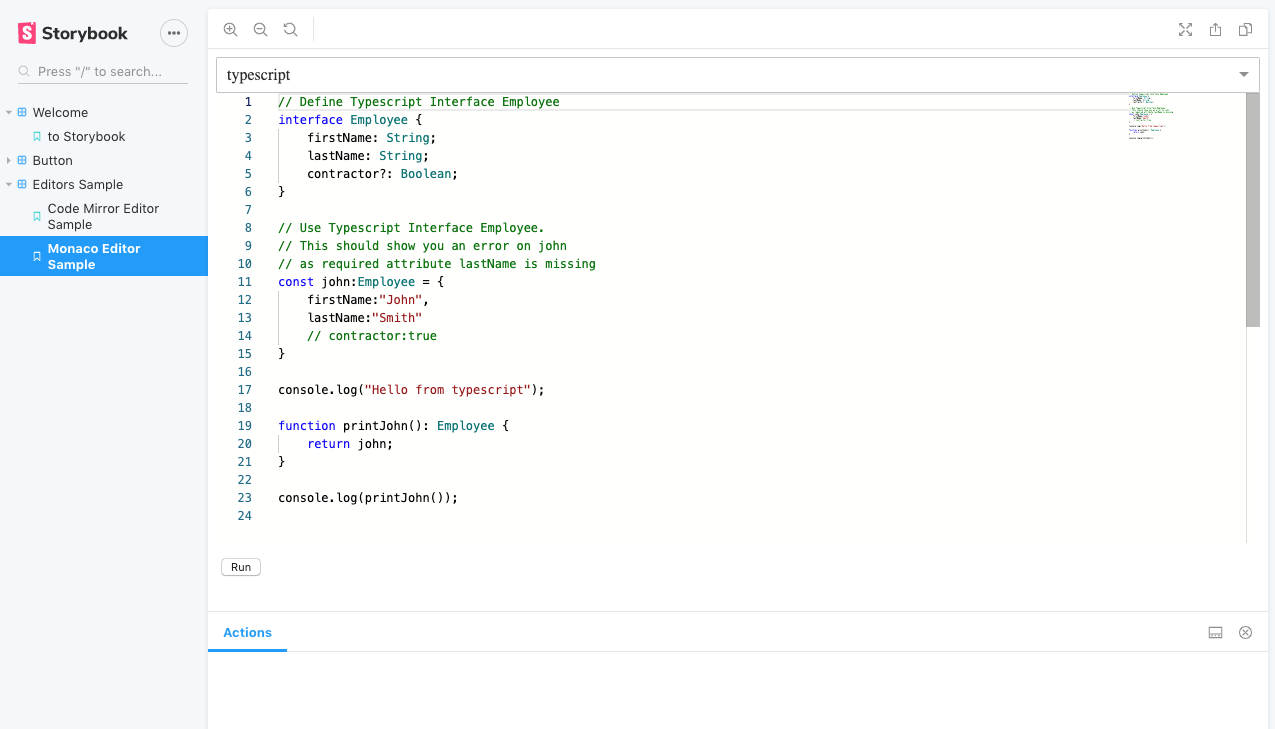 Storybook
Press "/" to search...
Welcome
to Storybook
Button
Editors Sample
Code Mirror Editor
Sample
Monaco Editor
Sample
typescript
1 // Define Typescript Interface Employee
2 interface Employee {
3     firstName: String;
4     lastName: String;
5     contractor?: Boolean;
6 }
7
8 // Use Typescript Interface Employee.
9 // This should show you an error on john
10 // as required attribute lastName is missing
11 const john:Employee = {
12     firstName:"John",
13     lastName:"Smith"
14     // contractor:true
15 }
16
17 console.log("Hello from typescript");
18
19 function printJohn(): Employee {
20     return john;
21 }
22
23 console.log(printJohn());
24
Run
Actions